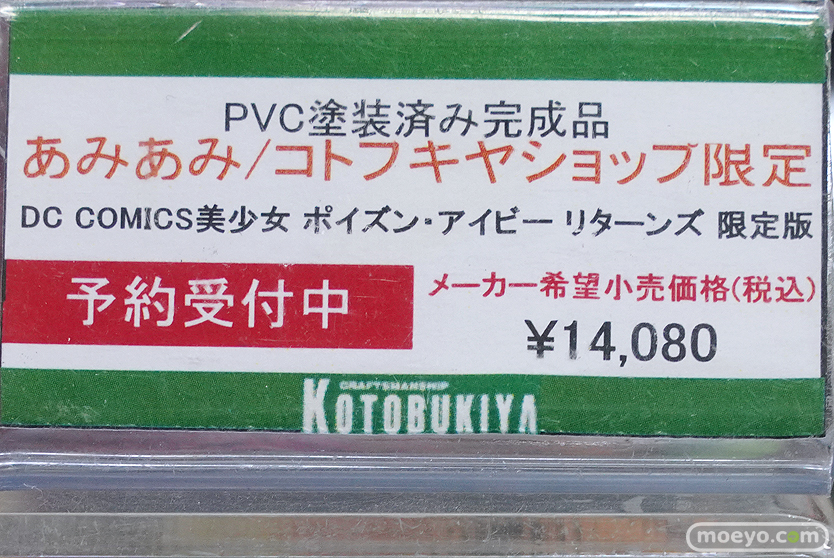 PVC塗装済み完成品
あみあみ/コトブキヤショップ限定
DC COMICS美少女 ポイズン・アイビー リターンズ 限定版
予約受付中
メーカー希望小売価格(税込)
¥14,080
CRAFTSMANSHIP
KOTOBUKIYA
moeyo.com